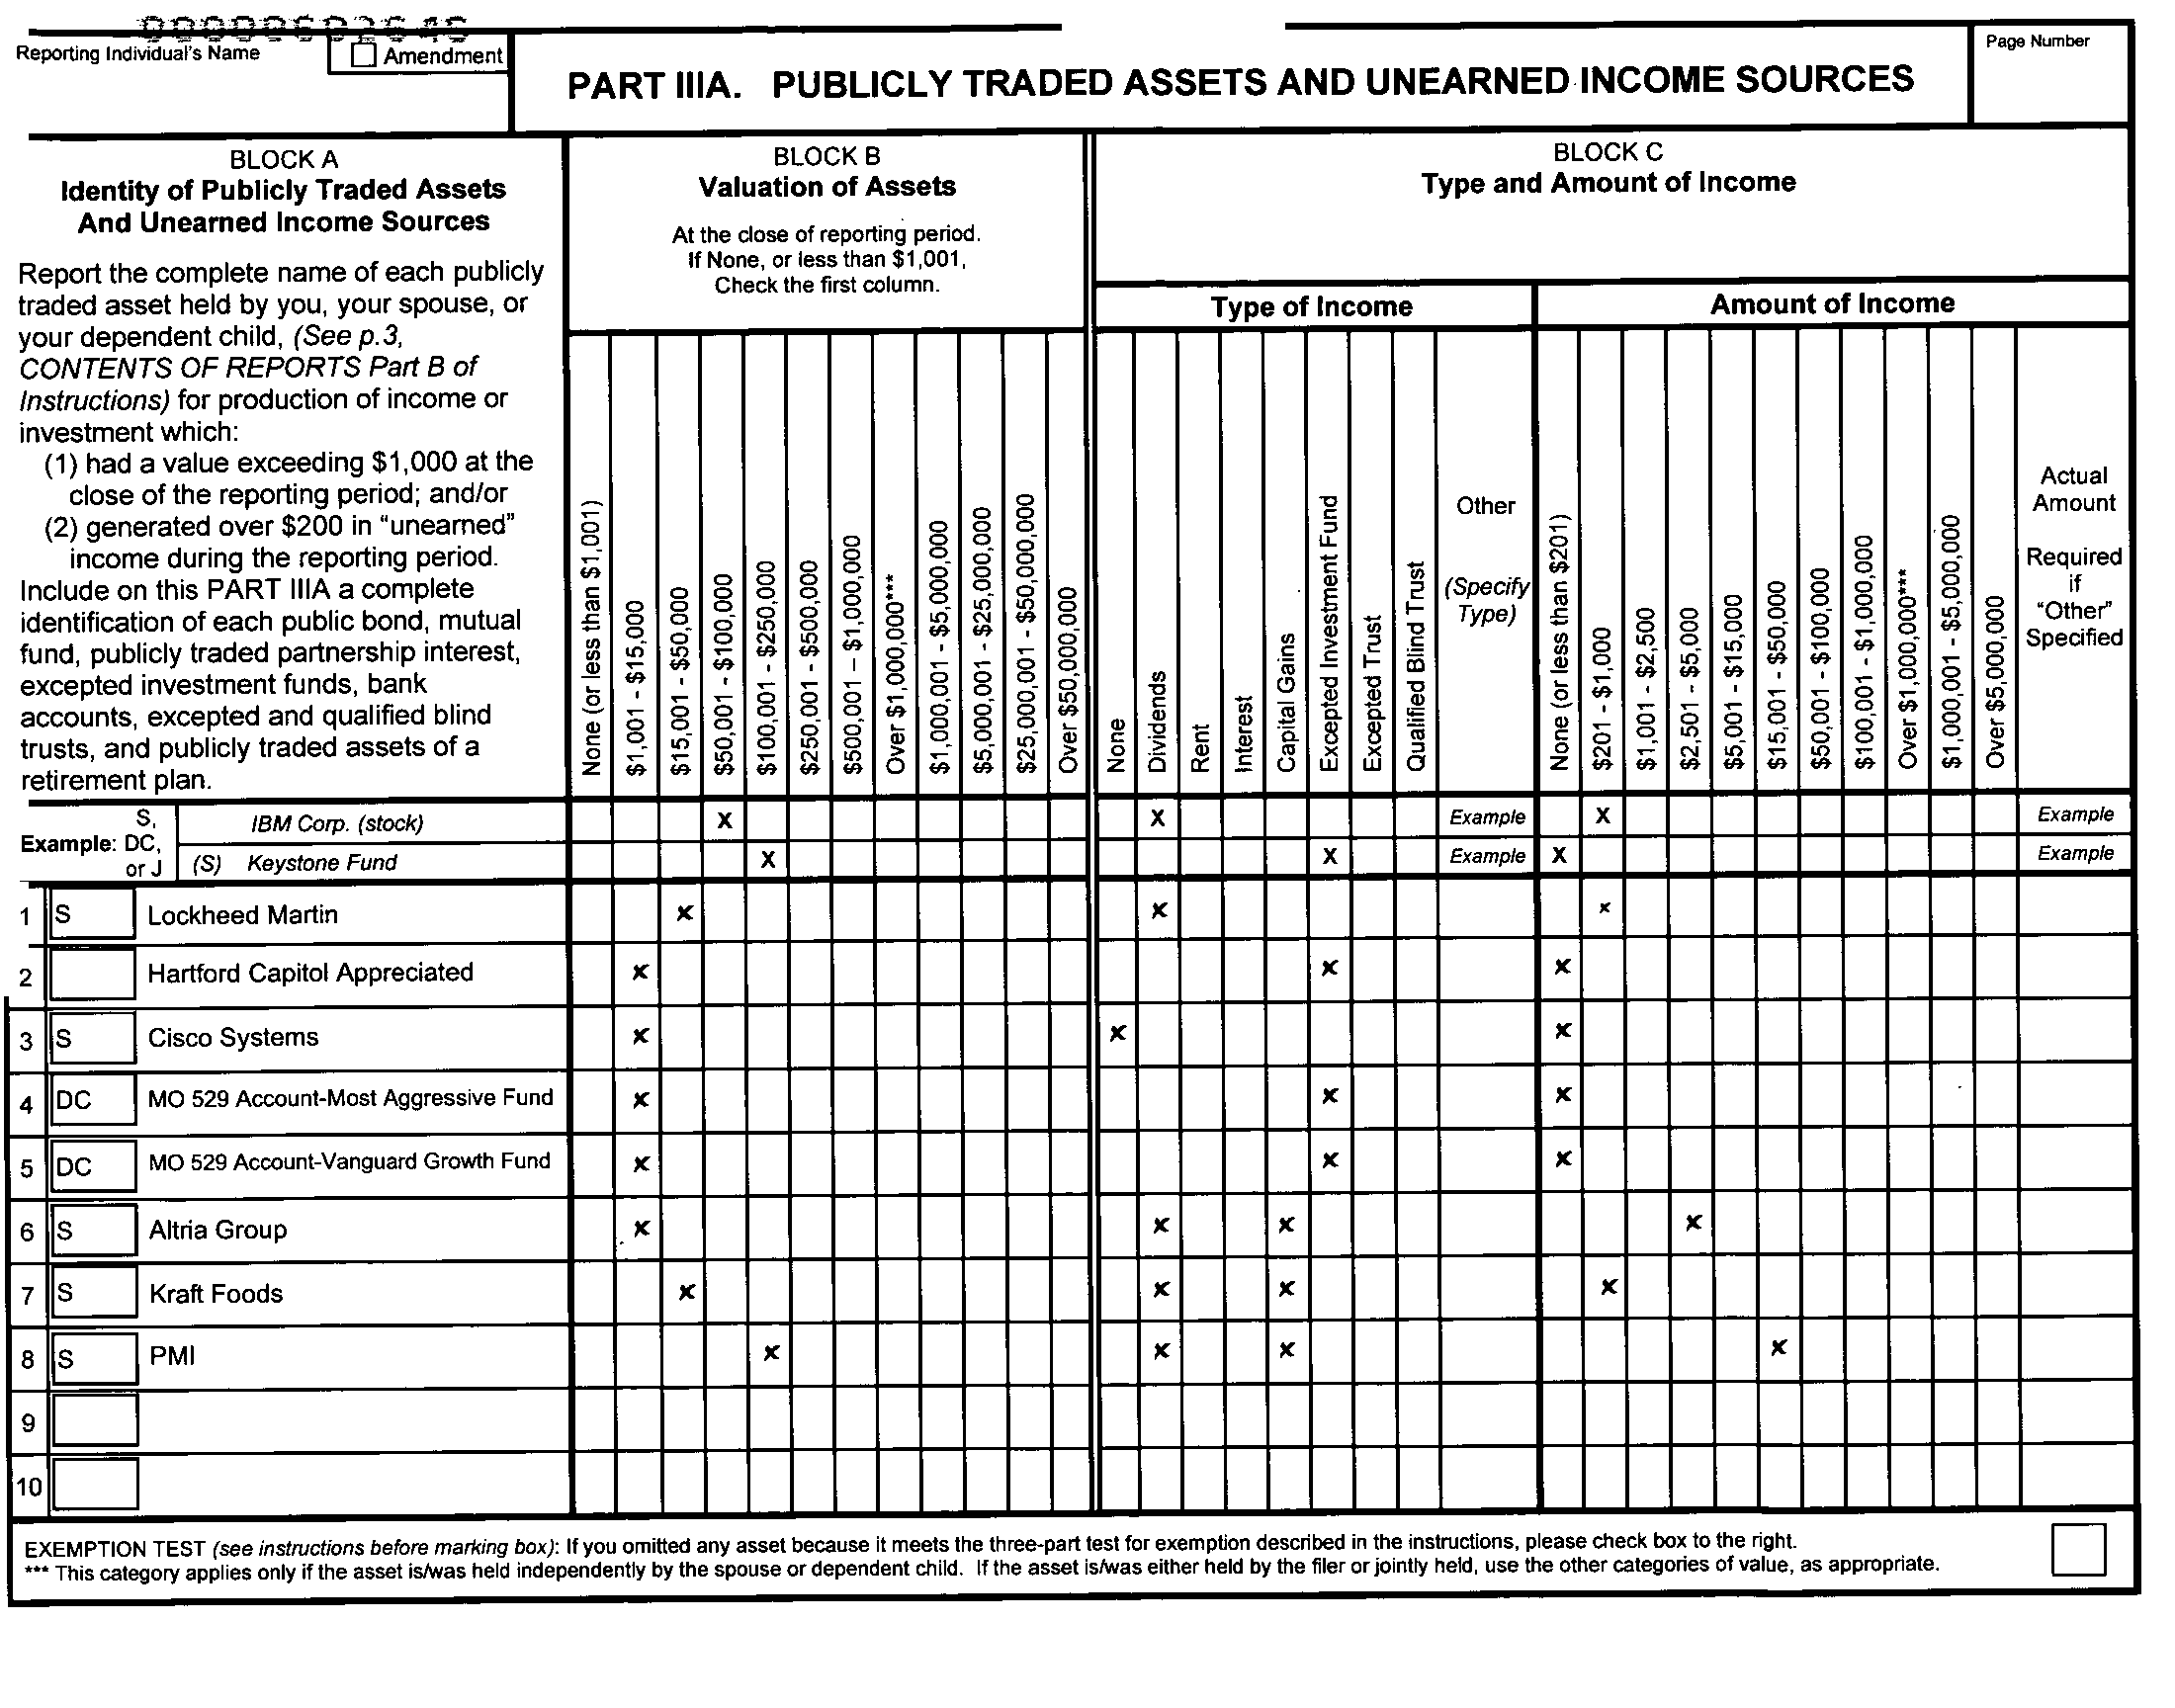 Reporting Individual's Name
Amendment
PART IIIA. PUBLICLY TRADED ASSETS AND UNEARNED INCOME SOURCES
Page Number
BLOCK A
Identity of Publicly Traded Assets
And Unearned Income Sources
Report the complete name of each publicly
traded asset held by you, your spouse, or
your dependent child, (See p.3,
CONTENTS OF REPORTS Part B of
Instructions) for production of income or
investment which:
(1) had a value exceeding $1,000 at the
close of the reporting period; and/or
(2) generated over $200 in "unearned"
income during the reporting period.
Include on this PART IIIA a complete
identification of each public bond, mutual
fund, publicly traded partnership interest,
excepted investment funds, bank
accounts, excepted and qualified blind
trusts, and publicly traded assets of a
retirement plan.
BLOCK B
Valuation of Assets
At the close of reporting period.
If None, or less than $1,001,
Check the first column.
None (or less than $1,001)
$1,001 - $15,000
$15,001 - $50,000
$50,001 - $100,000
$100,001 - $250,000
$250,001 - $500,000
$500,001 – $1,000,000
Over $1,000,000***
$1,000,001 - $5,000,000
$5,000,001 - $25,000,000
$25,000,001 - $50,000,000
Over $50,000,000
BLOCK C
Type and Amount of Income
Type of Income
None
Dividends
Rent
Interest
Capital Gains
Excepted Investment Fund
Excepted Trust
Qualified Blind Trust
Other
(Specify
Type)
Amount of Income
None (or less than $201)
$201 - $1,000
$1,001 - $2,500
$2,501 - $5,000
$5,001 - $15,000
$15,001 - $50,000
$50,001 - $100,000
$100,001 - $1,000,000
Over $1,000,000***
$1,000,001 - $5,000,000
Over $5,000,000
Actual
Amount
Required
if
"Other"
Specified
Example: S, DC, or J
IBM Corp. (stock) X X Example X Example
(S) Keystone Fund X X Example X Example
1 S Lockheed Martin x x x
2 Hartford Capitol Appreciated x x x
3 S Cisco Systems x x x
4 DC MO 529 Account-Most Aggressive Fund x x x
5 DC MO 529 Account-Vanguard Growth Fund x x x
6 S Altria Group x x x x
7 S Kraft Foods x x x x
8 S PMI x x x x
9
10
EXEMPTION TEST (see instructions before marking box): If you omitted any asset because it meets the three-part test for exemption described in the instructions, please check box to the right.
*** This category applies only if the asset is/was held independently by the spouse or dependent child. If the asset is/was either held by the filer or jointly held, use the other categories of value, as appropriate.